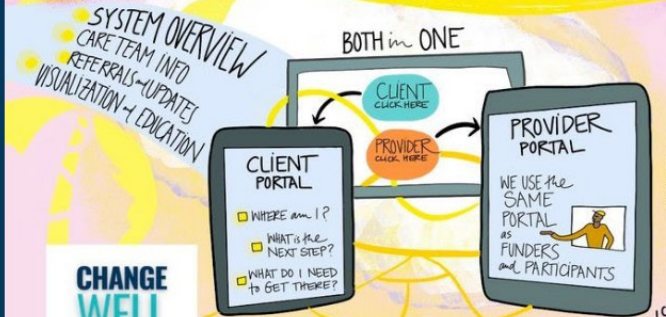 SYSTEM OVERVIEW
CARE TEAM INFO
REFERRALS and UPDATES
VISUALIZATION and EDUCATION
BOTH in ONE
CLIENT
CLICK HERE
PROVIDER
CLICK HERE
CLIENT
PORTAL
WHERE am I?
WHAT is the
NEXT STEP?
WHAT DO I NEED
to GET THERE?
PROVIDER
PORTAL
WE USE the
SAME
PORTAL
as
FUNDERS
and PARTICIPANTS
CHANGE
WELL